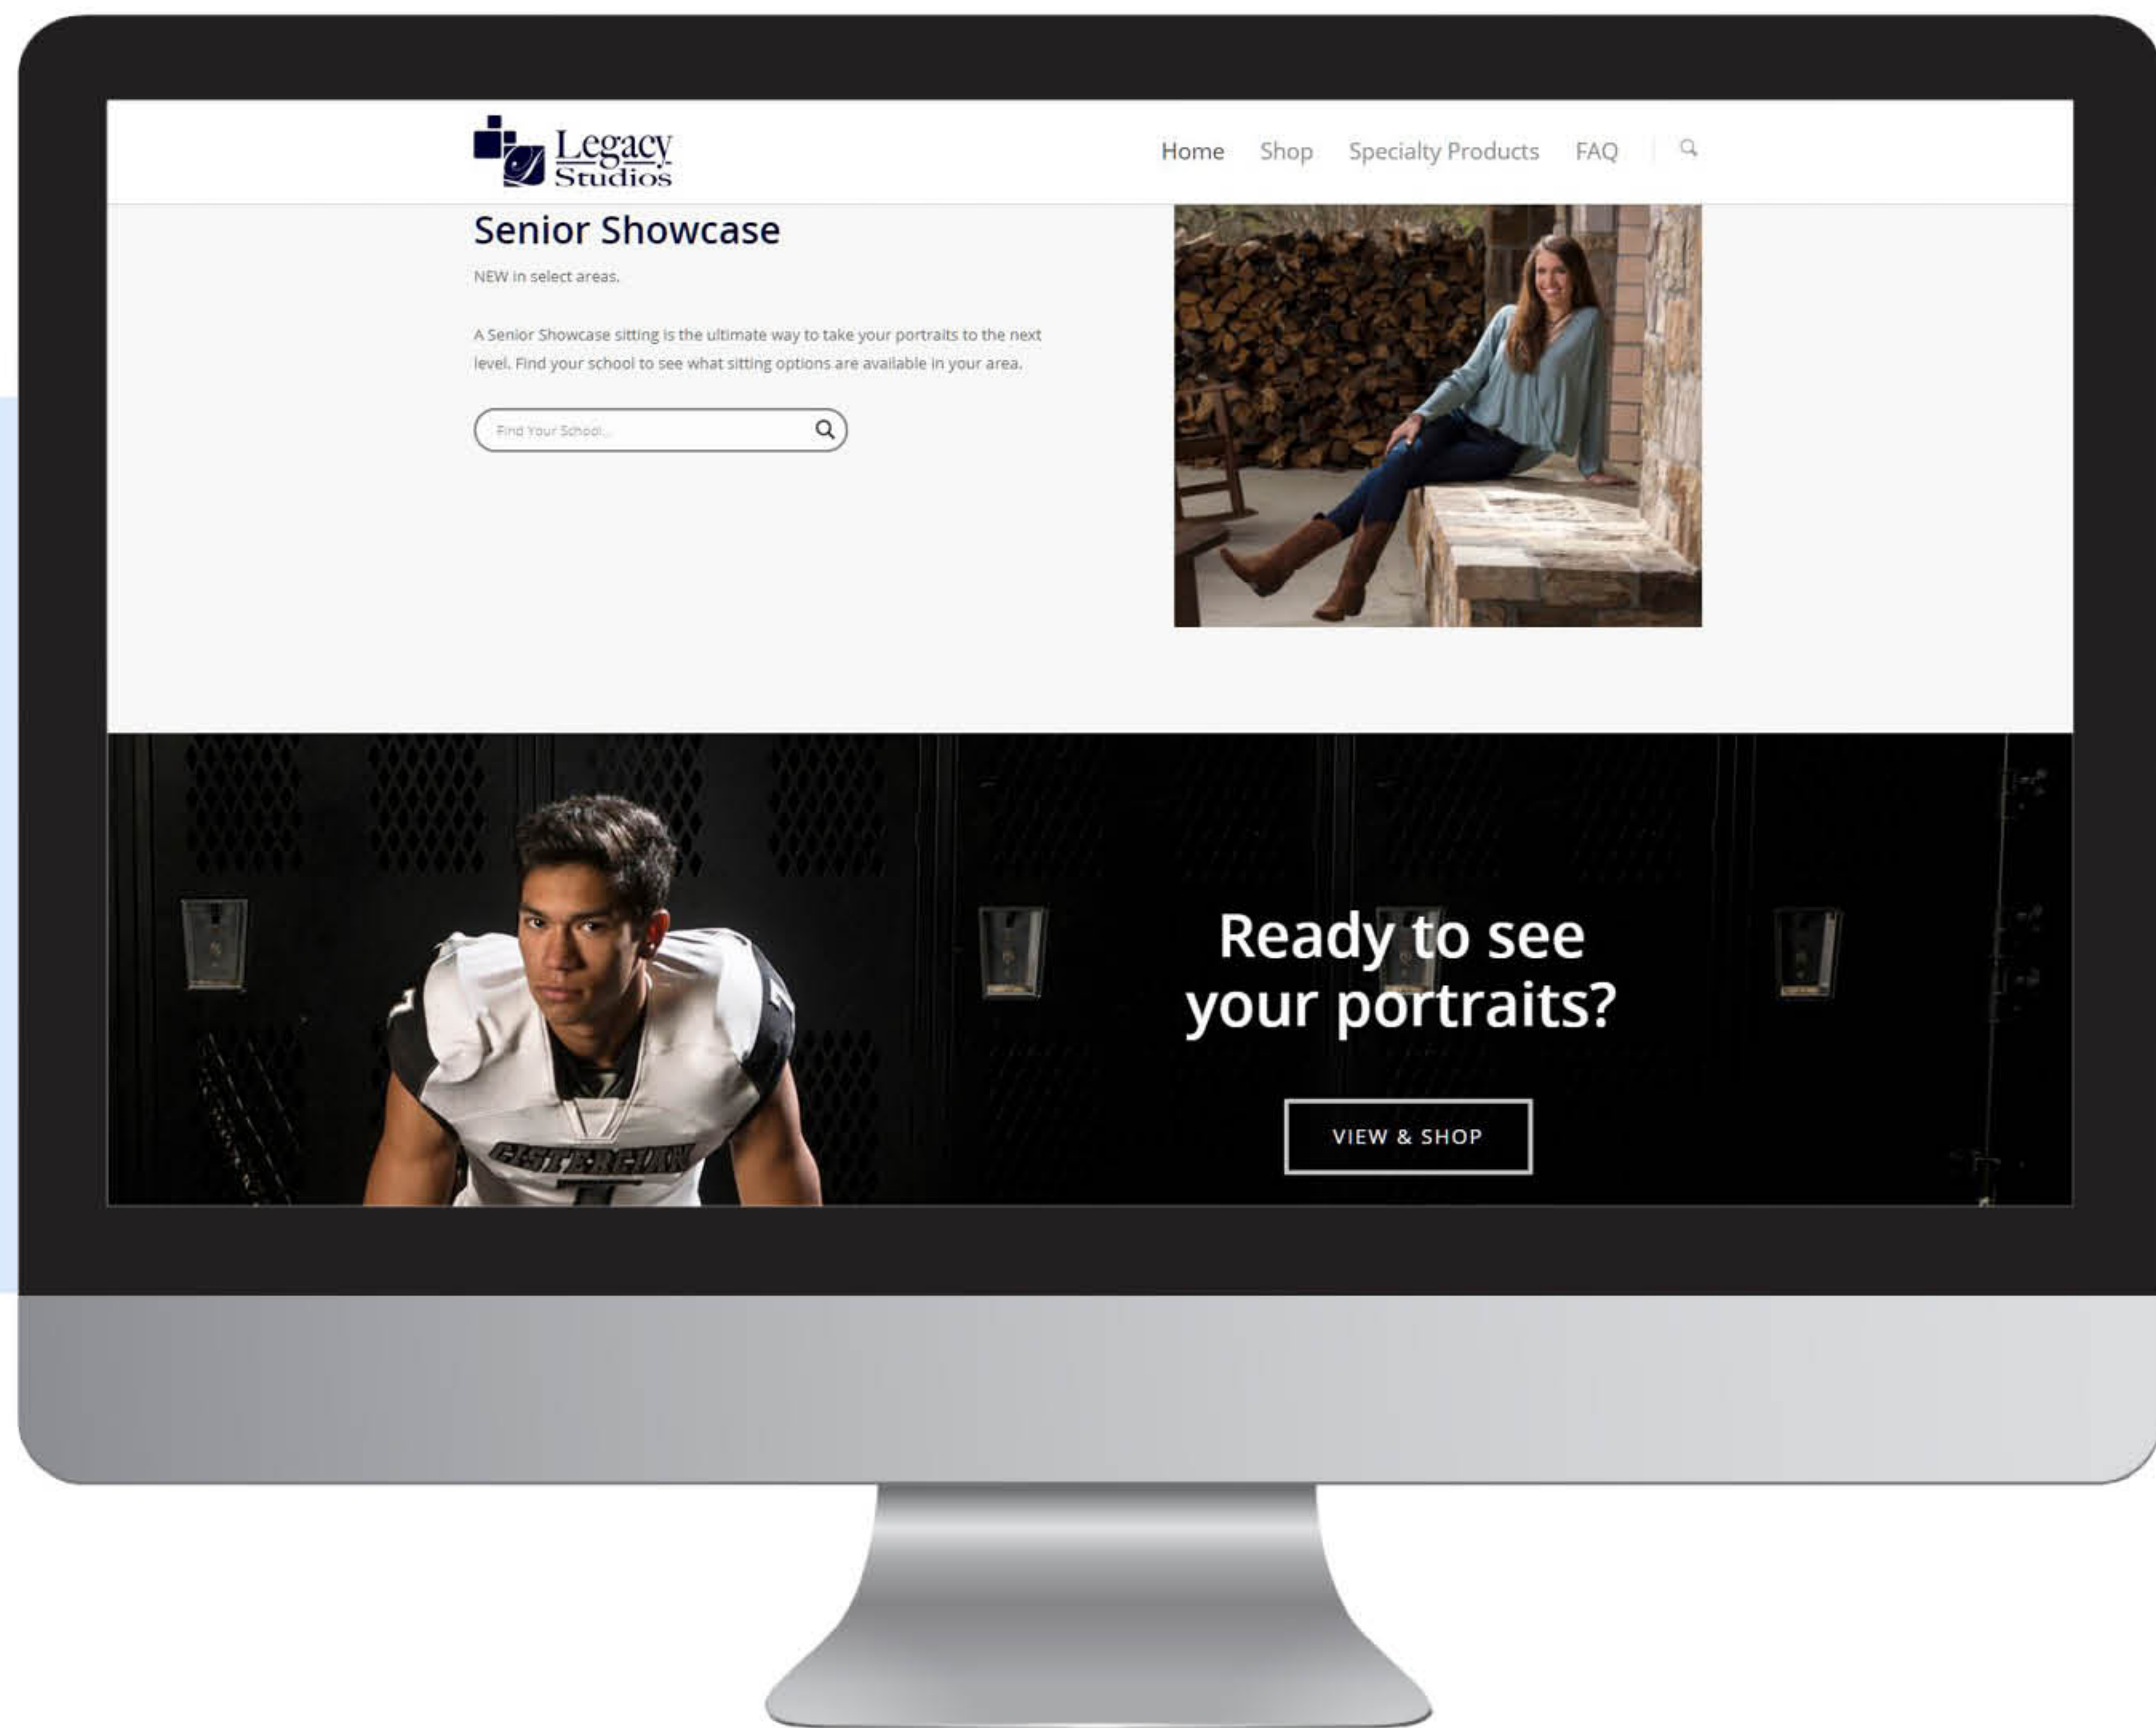 Legacy
Studios
Home Shop Specialty Products FAQ
Senior Showcase
NEW in select areas.
A Senior Showcase sitting is the ultimate way to take your portraits to the next
level. Find your school to see what sitting options are available in your area.
Find Your School...
Ready to see
your portraits?
VIEW & SHOP
CISTERCIAN